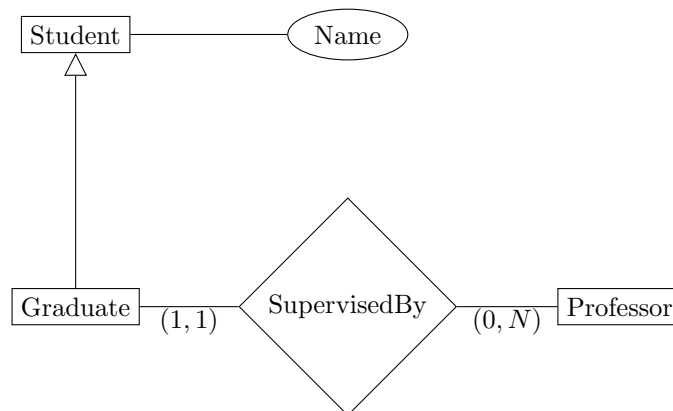 Student
Name
Graduate
(1, 1)
SupervisedBy
(0, N)
Professor